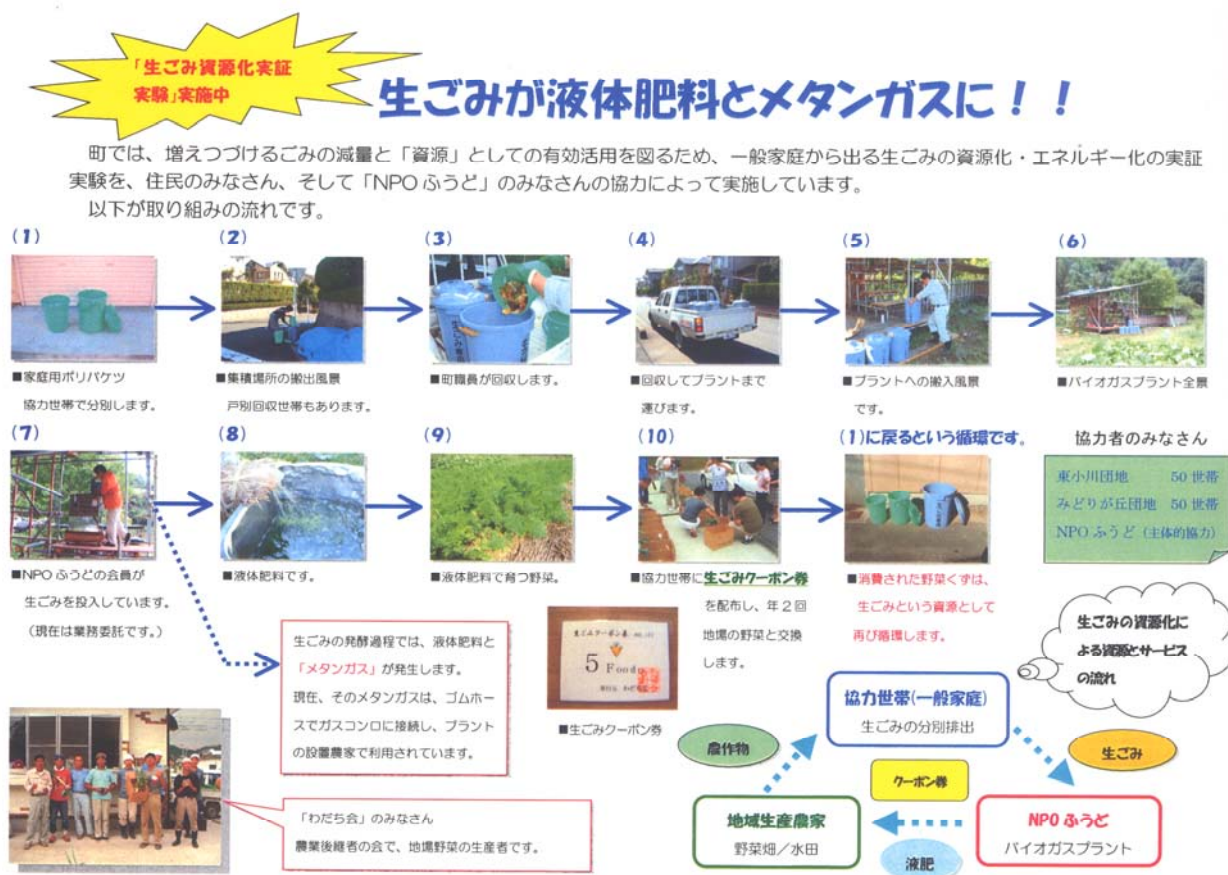 「生ごみ資源化実証
実験」実施中
生ごみが液体肥料とメタンガスに!!
町では、増えつづけるごみの減量と「資源」としての有効活用を図るため、一般家庭から出る生ごみの資源化・エネルギー化の実証
実験を、住民のみなさん、そして「NPOふうど」のみなさんの協力によって実施しています。
以下が取り組みの流れです。
(1)
(2)
(3)
(4)
(5)
(6)
■家庭用ポリバケツ
協力世帯で分別します。
■集積場所の搬出風景
戸別回収世帯もあります。
■町職員が回収します。
■回収してプラントまで
運びます。
■プラントへの搬入風景
です。
■バイオガスプラント全景
(7)
(8)
(9)
(10)
(1)に戻るという循環です。
■NPOふうどの会員が
生ごみを投入しています。
(現在は業務委託です。)
■液体肥料です。
■液体肥料で育つ野菜。
■協力世帯に生ごみクーポン券
を配布し、年2回
地場の野菜と交換
します。
■消費された野菜くずは、
生ごみという資源として
再び循環します。
協力者のみなさん
東小川団地 50世帯
みどりが丘団地 50世帯
NPOふうど(主体的協力)
生ごみの発酵過程では、液体肥料と
「メタンガス」が発生します。
現在、そのメタンガスは、ゴムホー
スでガスコンロに接続し、プラント
の設置農家で利用されています。
生ごみクーポン券
5 Food
■生ごみクーポン券
「わだち会」のみなさん
農業後継者の会で、地場野菜の生産者です。
生ごみの資源化に
よる資源とサービス
の流れ
協力世帯(一般家庭)
生ごみの分別排出
農作物
生ごみ
クーポン券
地域生産農家
野菜畑/水田
NPOふうど
バイオガスプラント
液肥